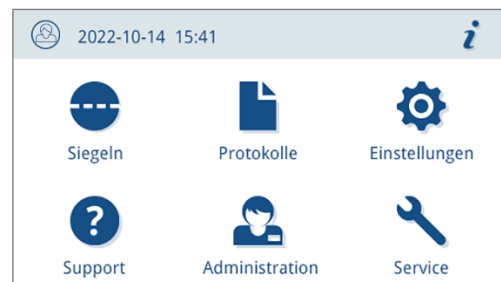 2022-10-14 15:41 i
Siegeln Protokolle Einstellungen
? 
Support Administration Service